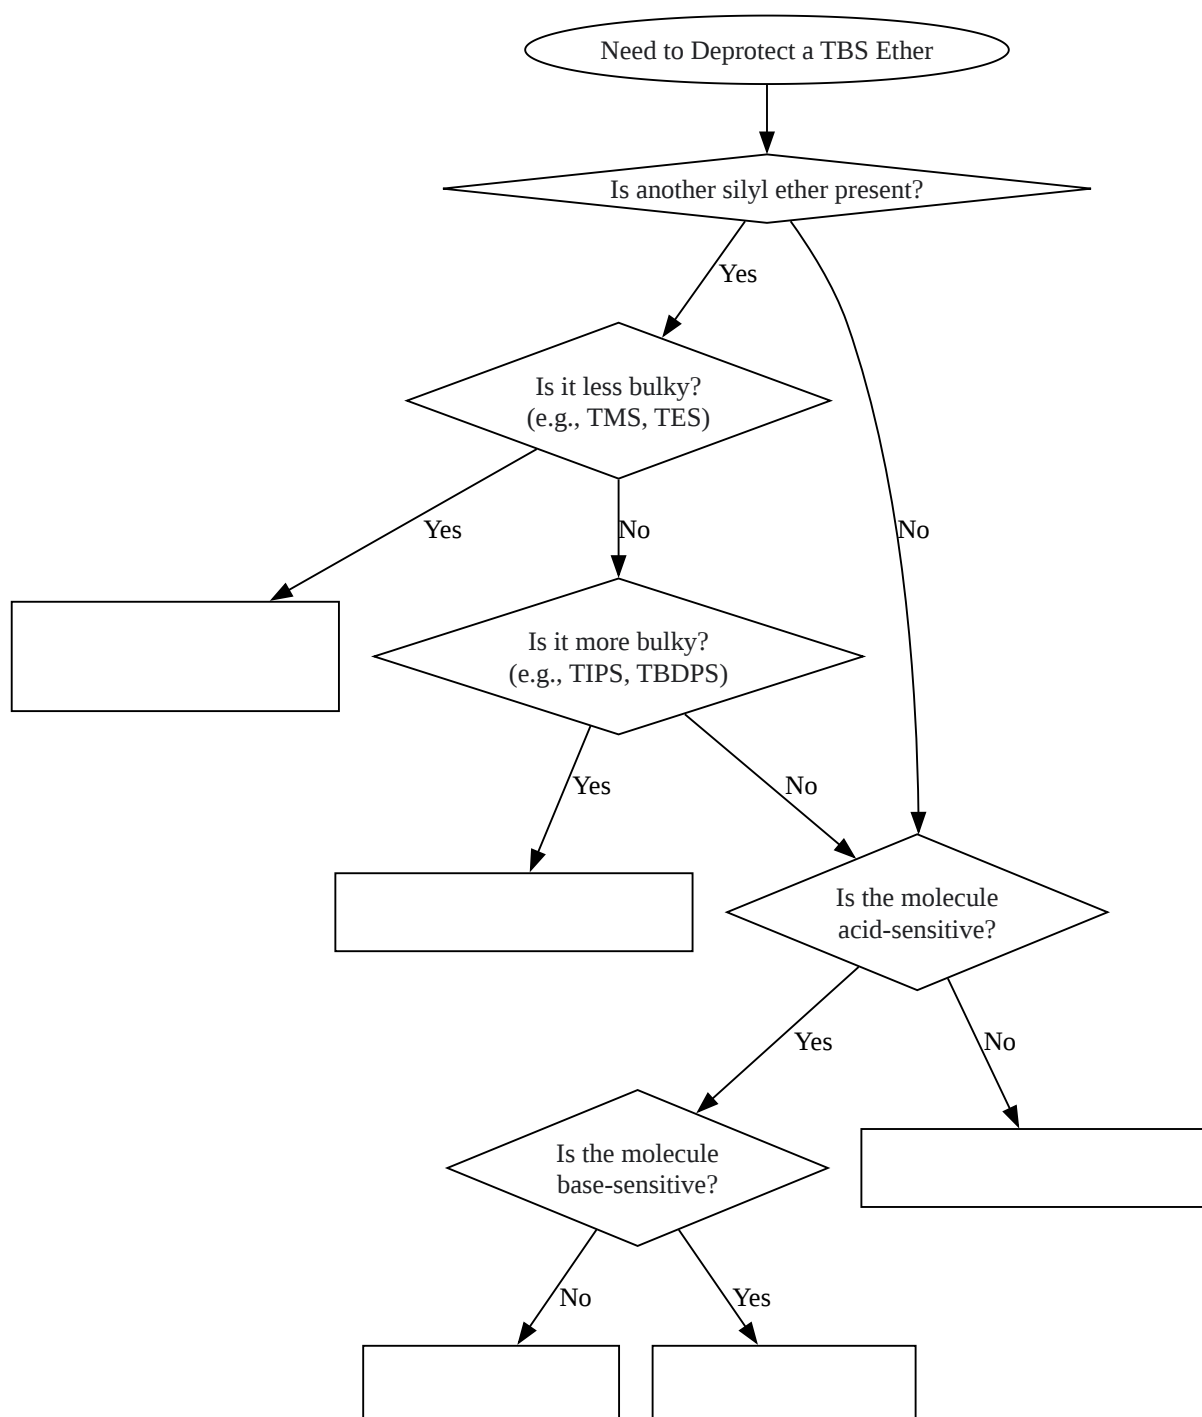 Need to Deprotect a TBS Ether
Is another silyl ether present?
Yes
Is it less bulky?
(e.g., TMS, TES)
Yes
No
No
Is it more bulky?
(e.g., TIPS, TBDPS)
Yes
No
Is the molecule
acid-sensitive?
Yes
No
Is the molecule
base-sensitive?
No
Yes